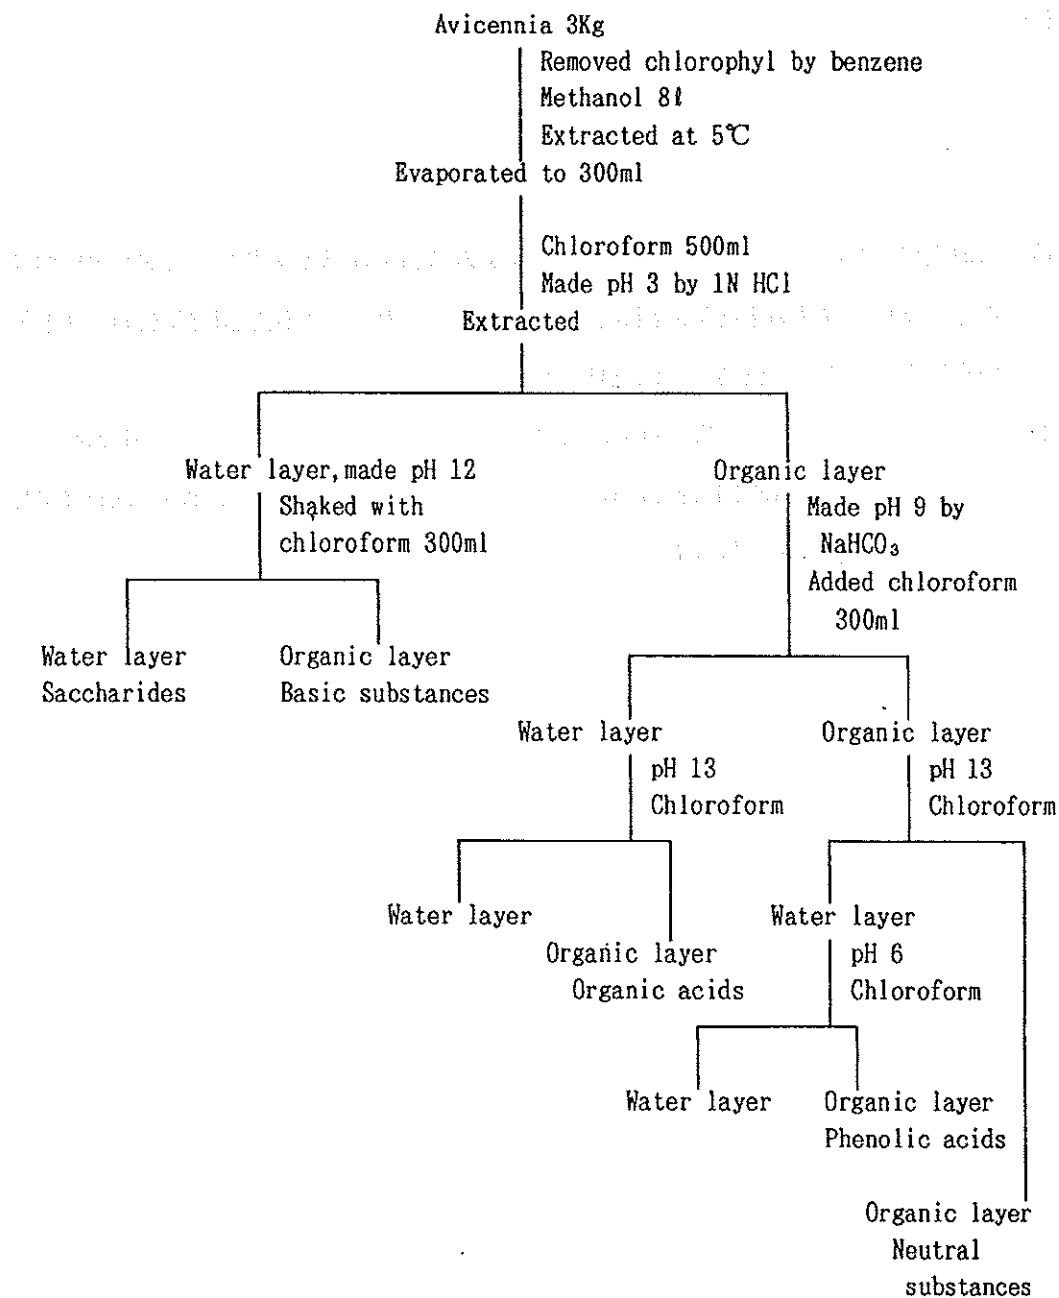 Avicennia 3Kg
Removed chlorophyl by benzene
Methanol 8ℓ
Extracted at 5℃
Evaporated to 300ml
Chloroform 500ml
Made pH 3 by 1N HCl
Extracted
Water layer, made pH 12
Shaked with
chloroform 300ml
Organic layer
Made pH 9 by
NaHCO₃
Added chloroform
300ml
Water layer
Saccharides
Organic layer
Basic substances
Water layer
pH 13
Chloroform
Organic layer
pH 13
Chloroform
Water layer
Organic layer
Organic acids
Water layer
pH 6
Chloroform
Water layer
Organic layer
Phenolic acids
Organic layer
Neutral
substances